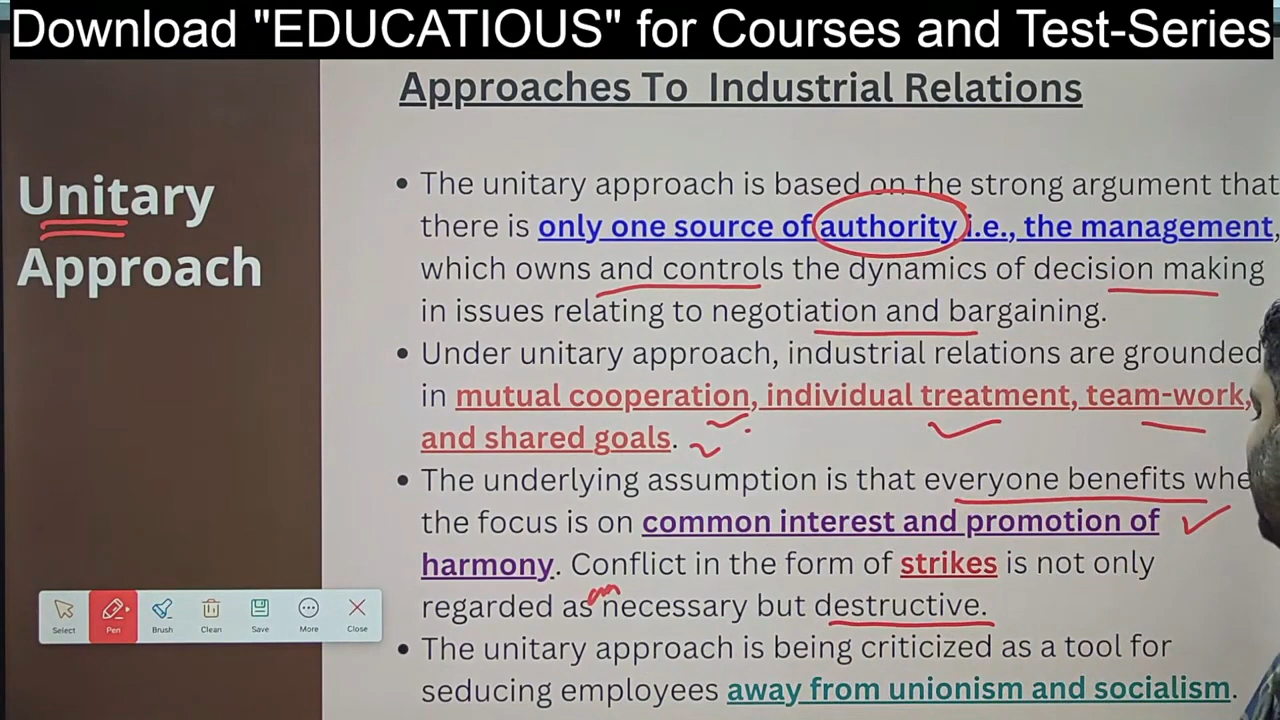 Download "EDUCATIOUS" for Courses and Test-Series
Approaches To Industrial Relations
Unitary
Approach
• The unitary approach is based on the strong argument that
there is only one source of authority i.e., the management,
which owns and controls the dynamics of decision making
in issues relating to negotiation and bargaining.
• Under unitary approach, industrial relations are grounded
in mutual cooperation, individual treatment, team-work,
and shared goals.
• The underlying assumption is that everyone benefits
the focus is on common interest and promotion of
harmony. Conflict in the form of strikes is not only
regarded as necessary but destructive.
• The unitary approach is being criticized as a tool for
seducing employees away from unionism and socialism.
Select Pen Brush Clean Save More Close